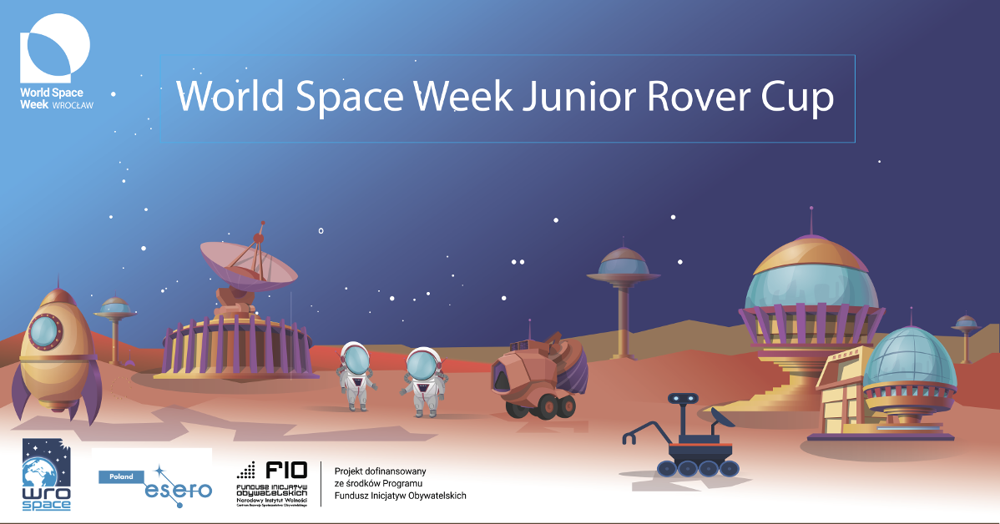 World Space
Week WROCŁAW
World Space Week Junior Rover Cup
wro
space
Poland
esero
FIO
FUNDUSZ INICJATYW
OBYWATELSKICH
Narodowy Instytut Wolności
Centrum Rozwoju Społeczeństwa Obywatelskiego
Projekt dofinansowany
ze środków Programu
Fundusz Inicjatyw Obywatelskich